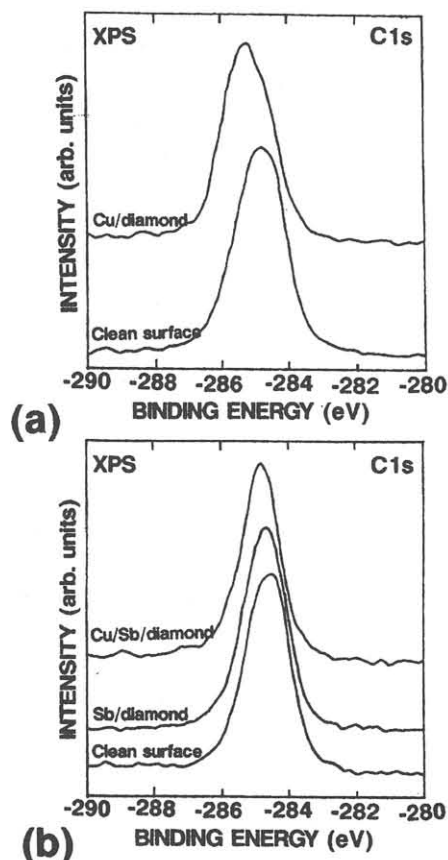 XPS C1s
INTENSITY (arb. units)
Cu/diamond
Clean surface
-290 -288 -286 -284 -282 -280
BINDING ENERGY (eV)
(a)
XPS C1s
INTENSITY (arb. units)
Cu/Sb/diamond
Sb/diamond
Clean surface
-290 -288 -286 -284 -282 -280
BINDING ENERGY (eV)
(b)